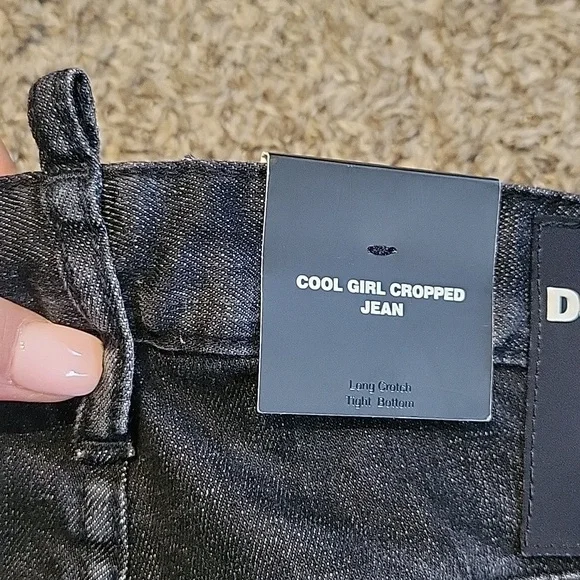 COOL GIRL CROPPED
JEAN
Long Crotch
Tight Bottom
D